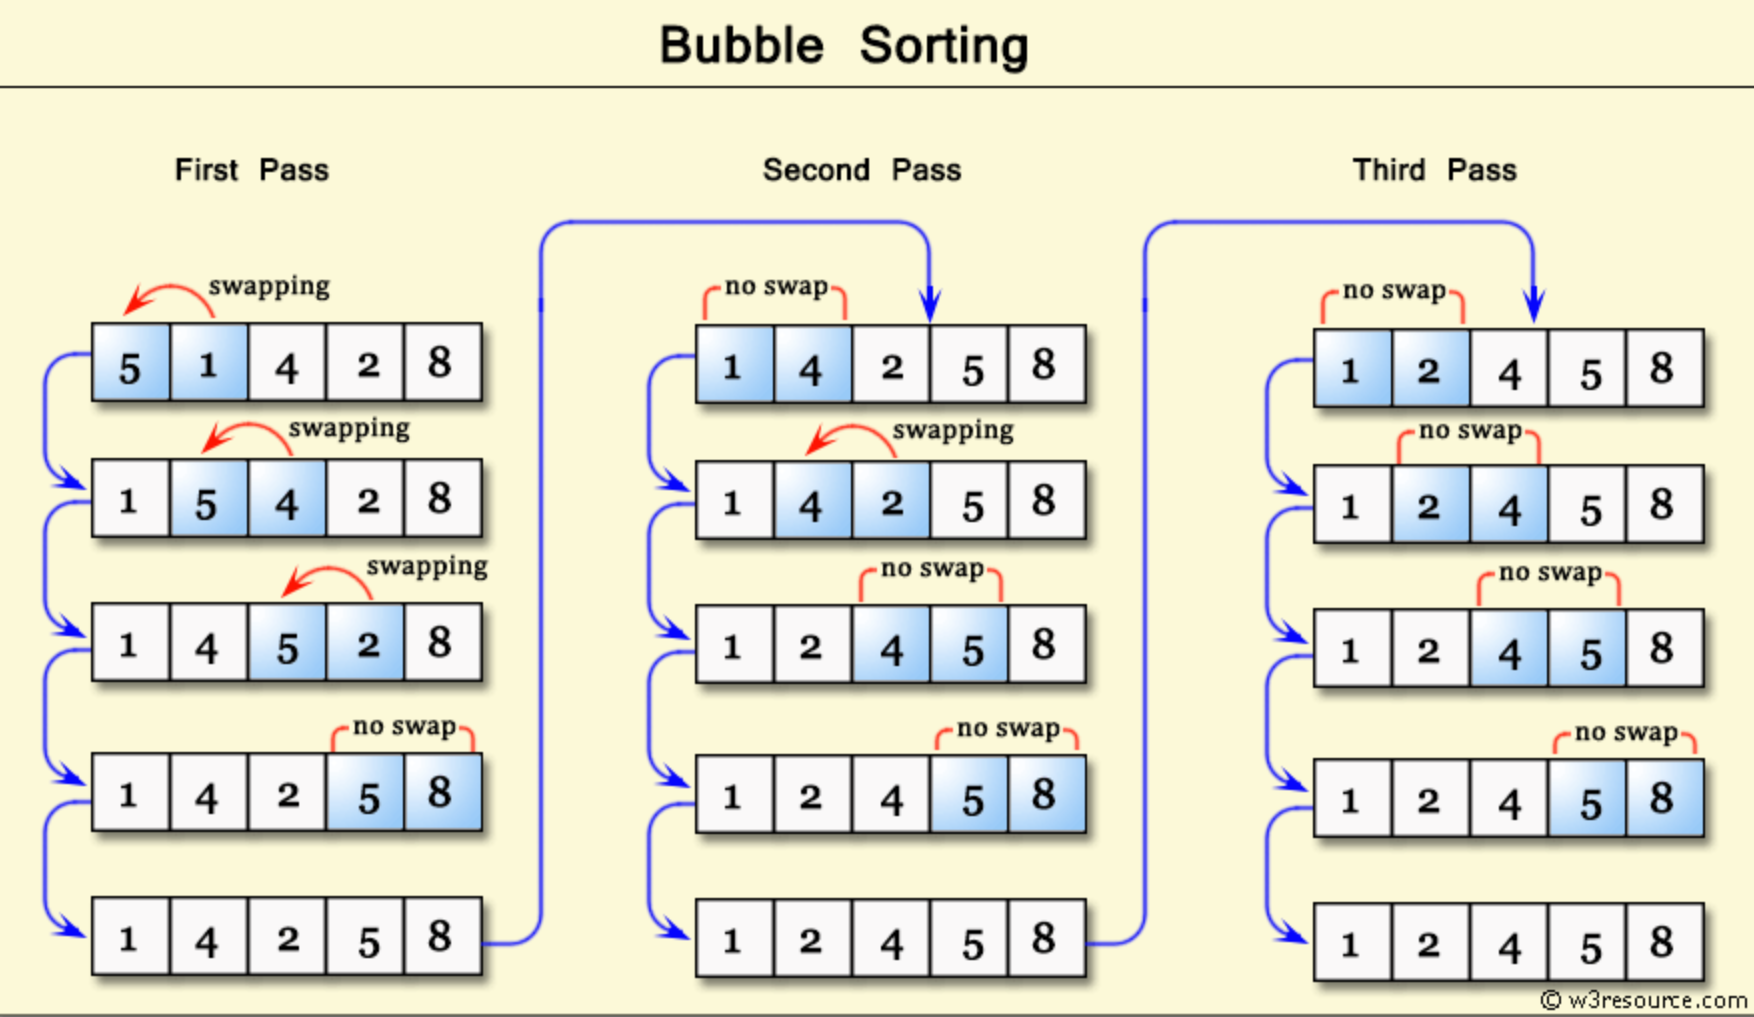 Bubble Sorting
First Pass
swapping
5 1 4 2 8
swapping
1 5 4 2 8
swapping
1 4 5 2 8
no swap
1 4 2 5 8
1 4 2 5 8
Second Pass
no swap
1 4 2 5 8
swapping
1 4 2 5 8
no swap
1 2 4 5 8
no swap
1 2 4 5 8
1 2 4 5 8
Third Pass
no swap
1 2 4 5 8
no swap
1 2 4 5 8
no swap
1 2 4 5 8
no swap
1 2 4 5 8
1 2 4 5 8
© w3resource.com